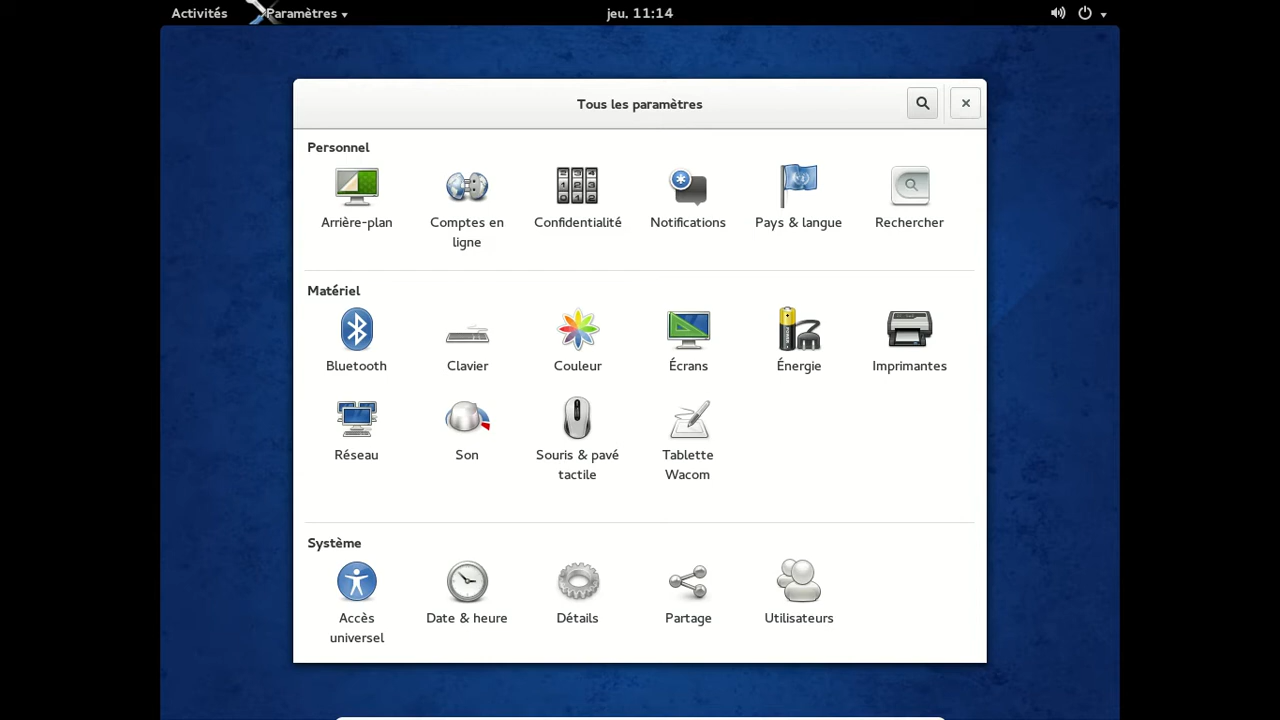 Activités Paramètres jeu. 11:14
Tous les paramètres
Personnel
Arrière-plan Comptes en ligne Confidentialité Notifications Pays & langue Rechercher
Matériel
Bluetooth Clavier Couleur Écrans Énergie Imprimantes
Réseau Son Souris & pavé tactile Tablette Wacom
Système
Accès universel Date & heure Détails Partage Utilisateurs